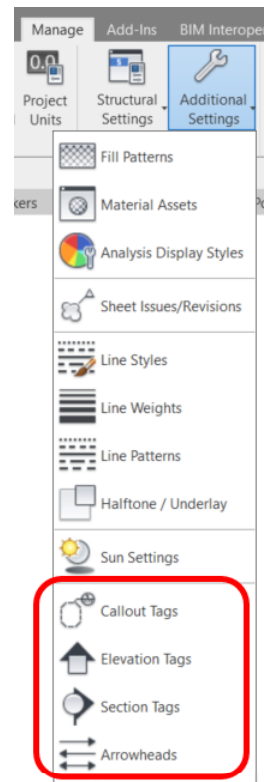 Manage Add-Ins BIM Interope
0.0
Project Structural Additional
Units Settings Settings
Fill Patterns
Material Assets
Analysis Display Styles
Sheet Issues/Revisions
Line Styles
Line Weights
Line Patterns
Halftone / Underlay
Sun Settings
Callout Tags
Elevation Tags
Section Tags
Arrowheads